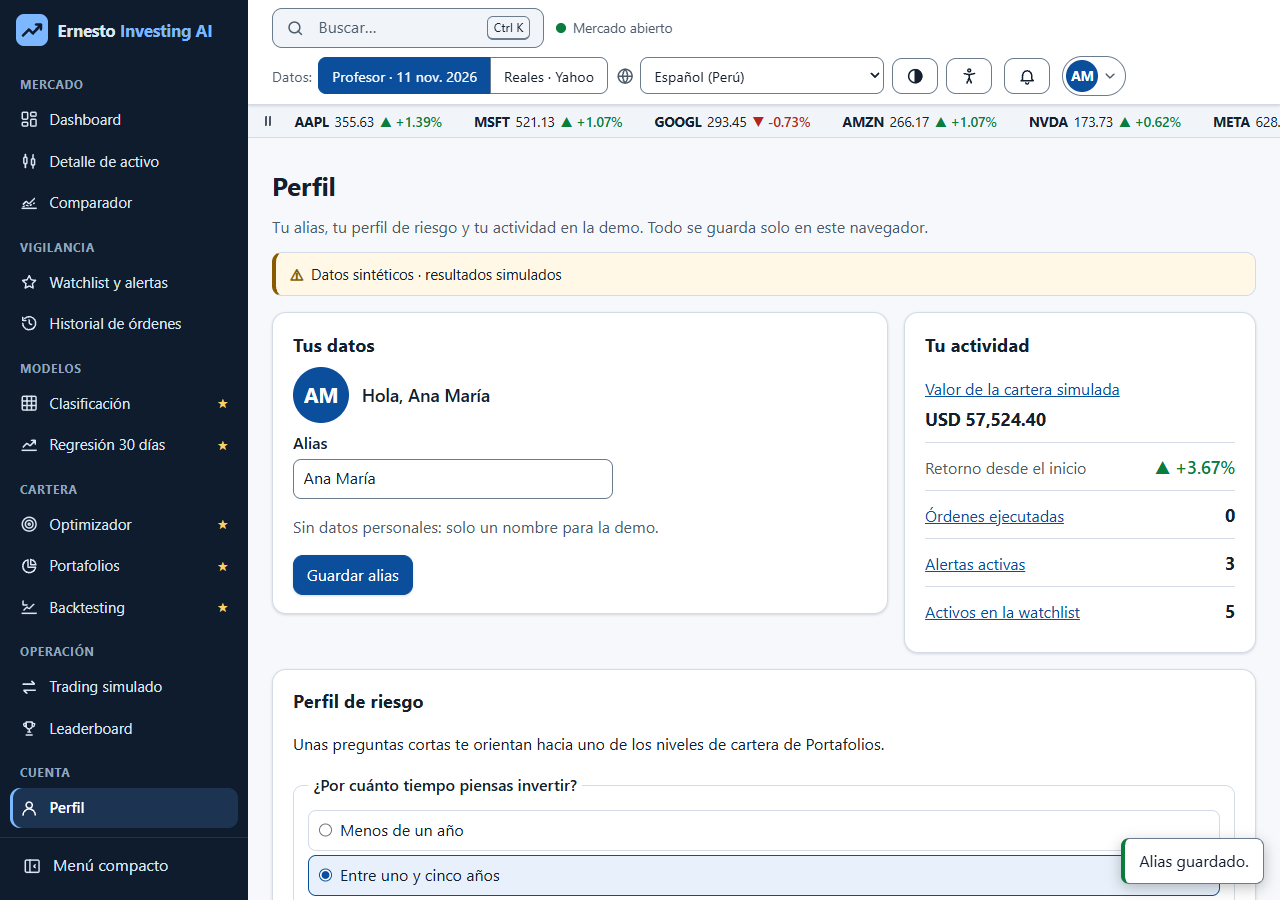 Ernesto Investing AI
MERCADO
Dashboard
Detalle de activo
Comparador
VIGILANCIA
Watchlist y alertas
Historial de órdenes
MODELOS
Clasificación
Regresión 30 días
CARTERA
Optimizador
Portafolios
Backtesting
OPERACIÓN
Trading simulado
Leaderboard
CUENTA
Perfil
Menú compacto
Buscar... Ctrl K
Mercado abierto
Datos: Profesor · 11 nov. 2026 Reales · Yahoo Español (Perú) AM
AAPL 355.63 ▲ +1.39% MSFT 521.13 ▲ +1.07% GOOGL 293.45 ▼ -0.73% AMZN 266.17 ▲ +1.07% NVDA 173.73 ▲ +0.62% META 628.
Perfil
Tu alias, tu perfil de riesgo y tu actividad en la demo. Todo se guarda solo en este navegador.
Datos sintéticos · resultados simulados
Tus datos
AM
Hola, Ana María
Alias
Ana María
Sin datos personales: solo un nombre para la demo.
Guardar alias
Tu actividad
Valor de la cartera simulada
USD 57,524.40
Retorno desde el inicio ▲ +3.67%
Órdenes ejecutadas 0
Alertas activas 3
Activos en la watchlist 5
Perfil de riesgo
Unas preguntas cortas te orientan hacia uno de los niveles de cartera de Portafolios.
¿Por cuánto tiempo piensas invertir?
Menos de un año
Entre uno y cinco años
Alias guardado.